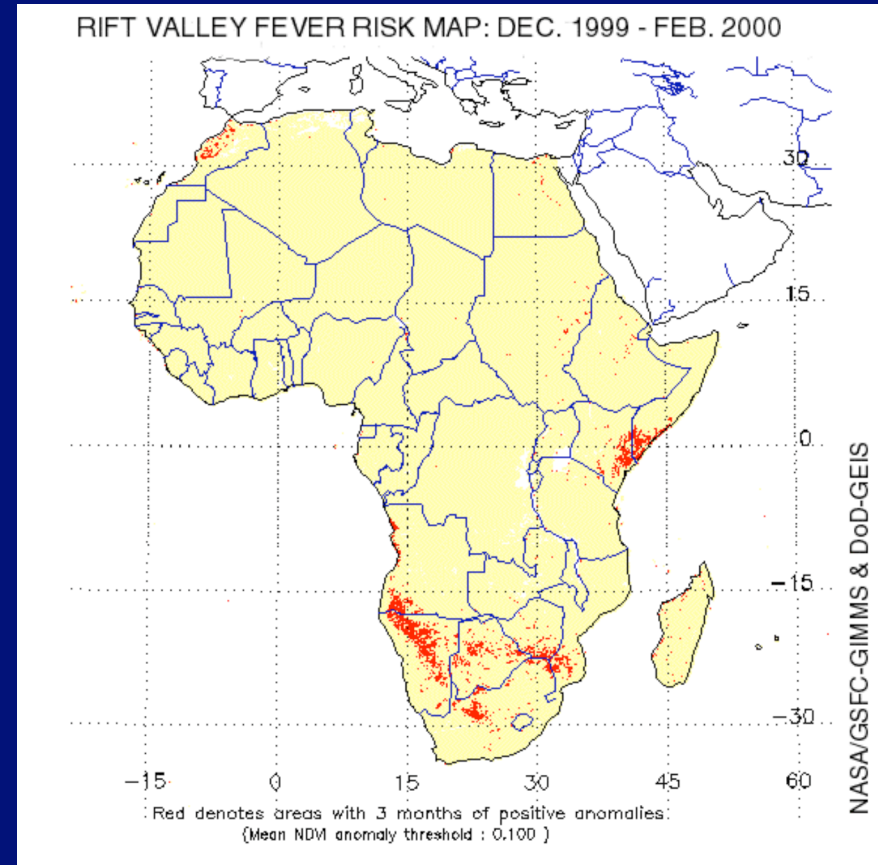 RIFT VALLEY FEVER RISK MAP: DEC. 1999 - FEB. 2000
30
15
0
-15
-30
-15 0 15 30 45 60
Red denotes areas with 3 months of positive anomalies
{Mean NDVI anomaly threshold : 0.100 }
NASA/GSFC-GIMMS & DoD-GEIS